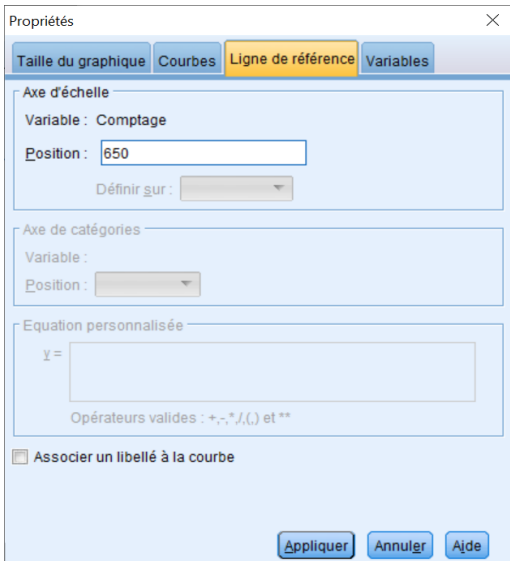 Propriétés
Taille du graphique
Courbes
Ligne de référence
Variables
Axe d'échelle
Variable : Comptage
Position : 650
Définir sur :
Axe de catégories
Variable :
Position :
Equation personnalisée
y =
Opérateurs valides : +,-,*,/,(,) et **
Associer un libellé à la courbe
Appliquer
Annuler
Aide